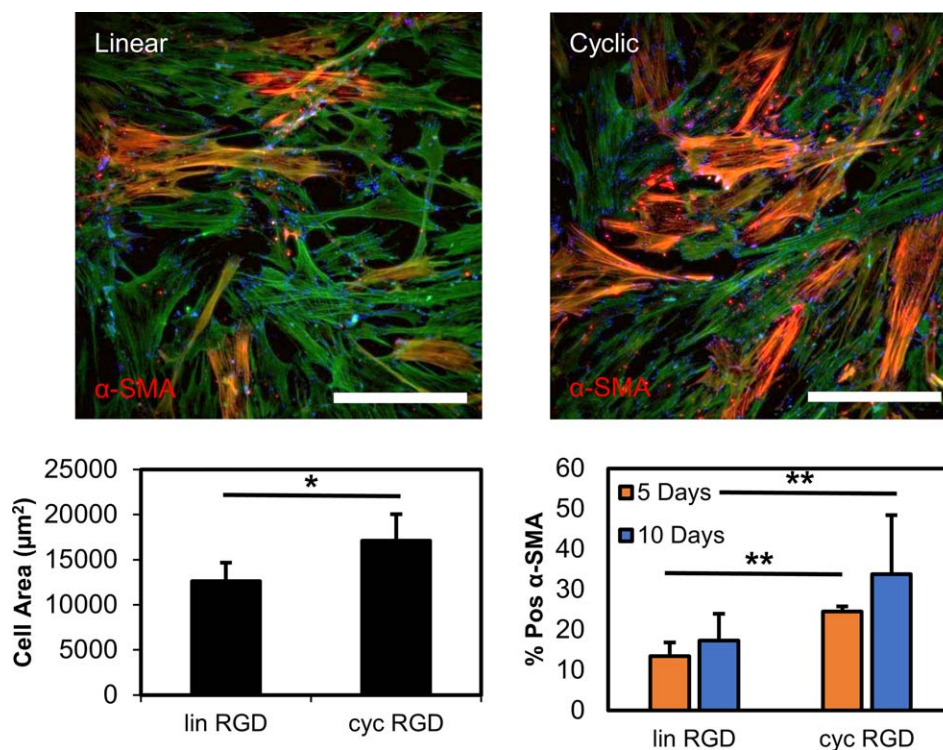 Linear
α-SMA
Cyclic
α-SMA
25000
20000
15000
10000
5000
0
Cell Area (µm²)
*
lin RGD
cyc RGD
60
50
40
30
20
10
0
% Pos α-SMA
5 Days
10 Days
**
**
lin RGD
cyc RGD